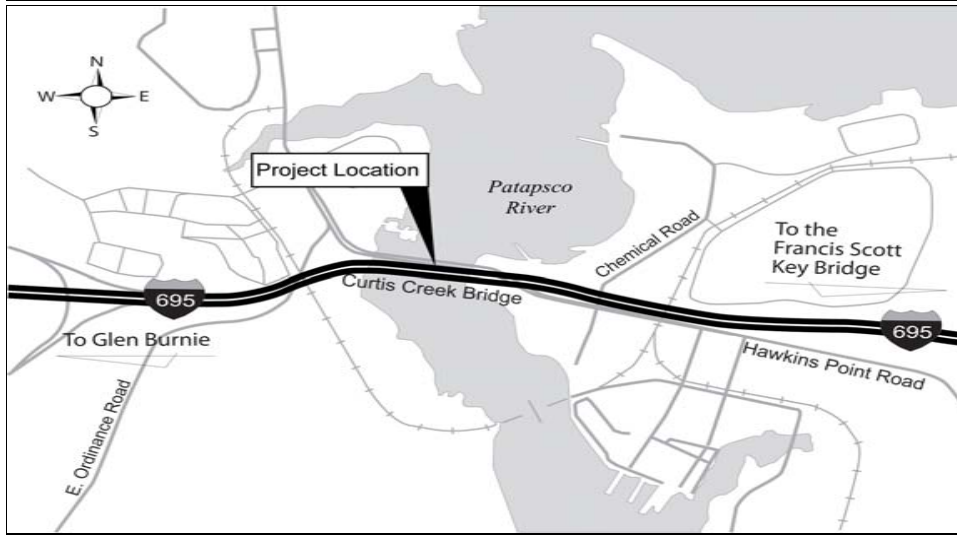 N
W E
S
Project Location
Patapsco
River
Chemical Road
To the
Francis Scott
Key Bridge
Curtis Creek Bridge
695
695
To Glen Burnie
Hawkins Point Road
E. Ordinance Road